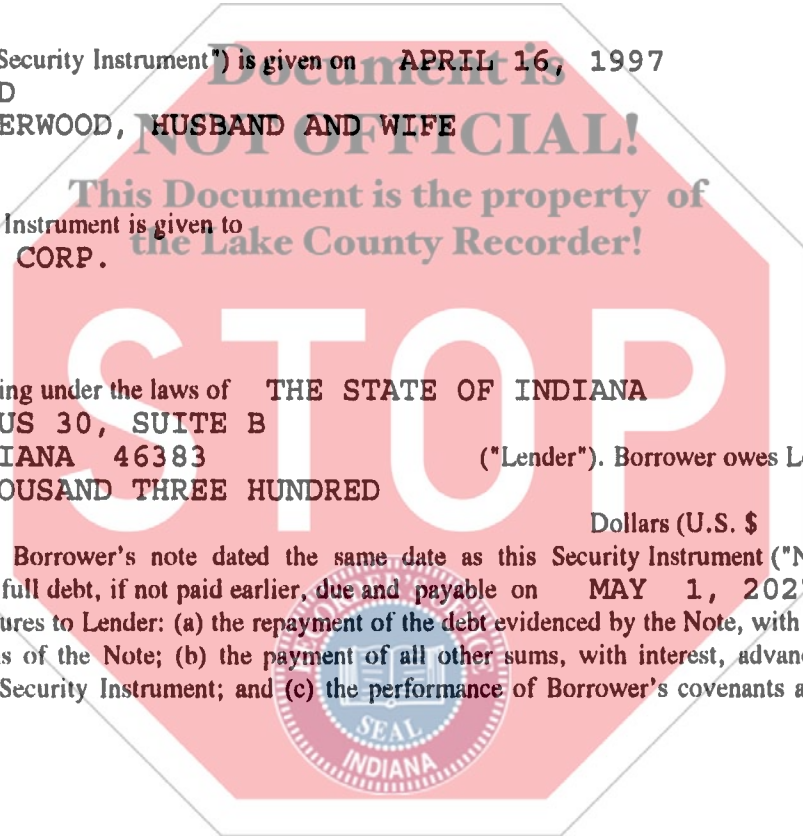 Security Instrument") is given on APRIL 16, 1997
D
ERWOOD, HUSBAND AND WIFE
Document is
NOT OFFICIAL!
This Document is the property of
the Lake County Recorder!
Instrument is given to
CORP.
STOP
ing under the laws of THE STATE OF INDIANA
US 30, SUITE B
IANA 46383 ("Lender"). Borrower owes L
OUSAND THREE HUNDRED
Dollars (U.S. $
Borrower's note dated the same date as this Security Instrument ("N
full debt, if not paid earlier, due and payable on MAY 1, 202
ures to Lender: (a) the repayment of the debt evidenced by the Note, with
s of the Note; (b) the payment of all other sums, with interest, advanc
Security Instrument; and (c) the performance of Borrower's covenants a
SEAL
INDIANA